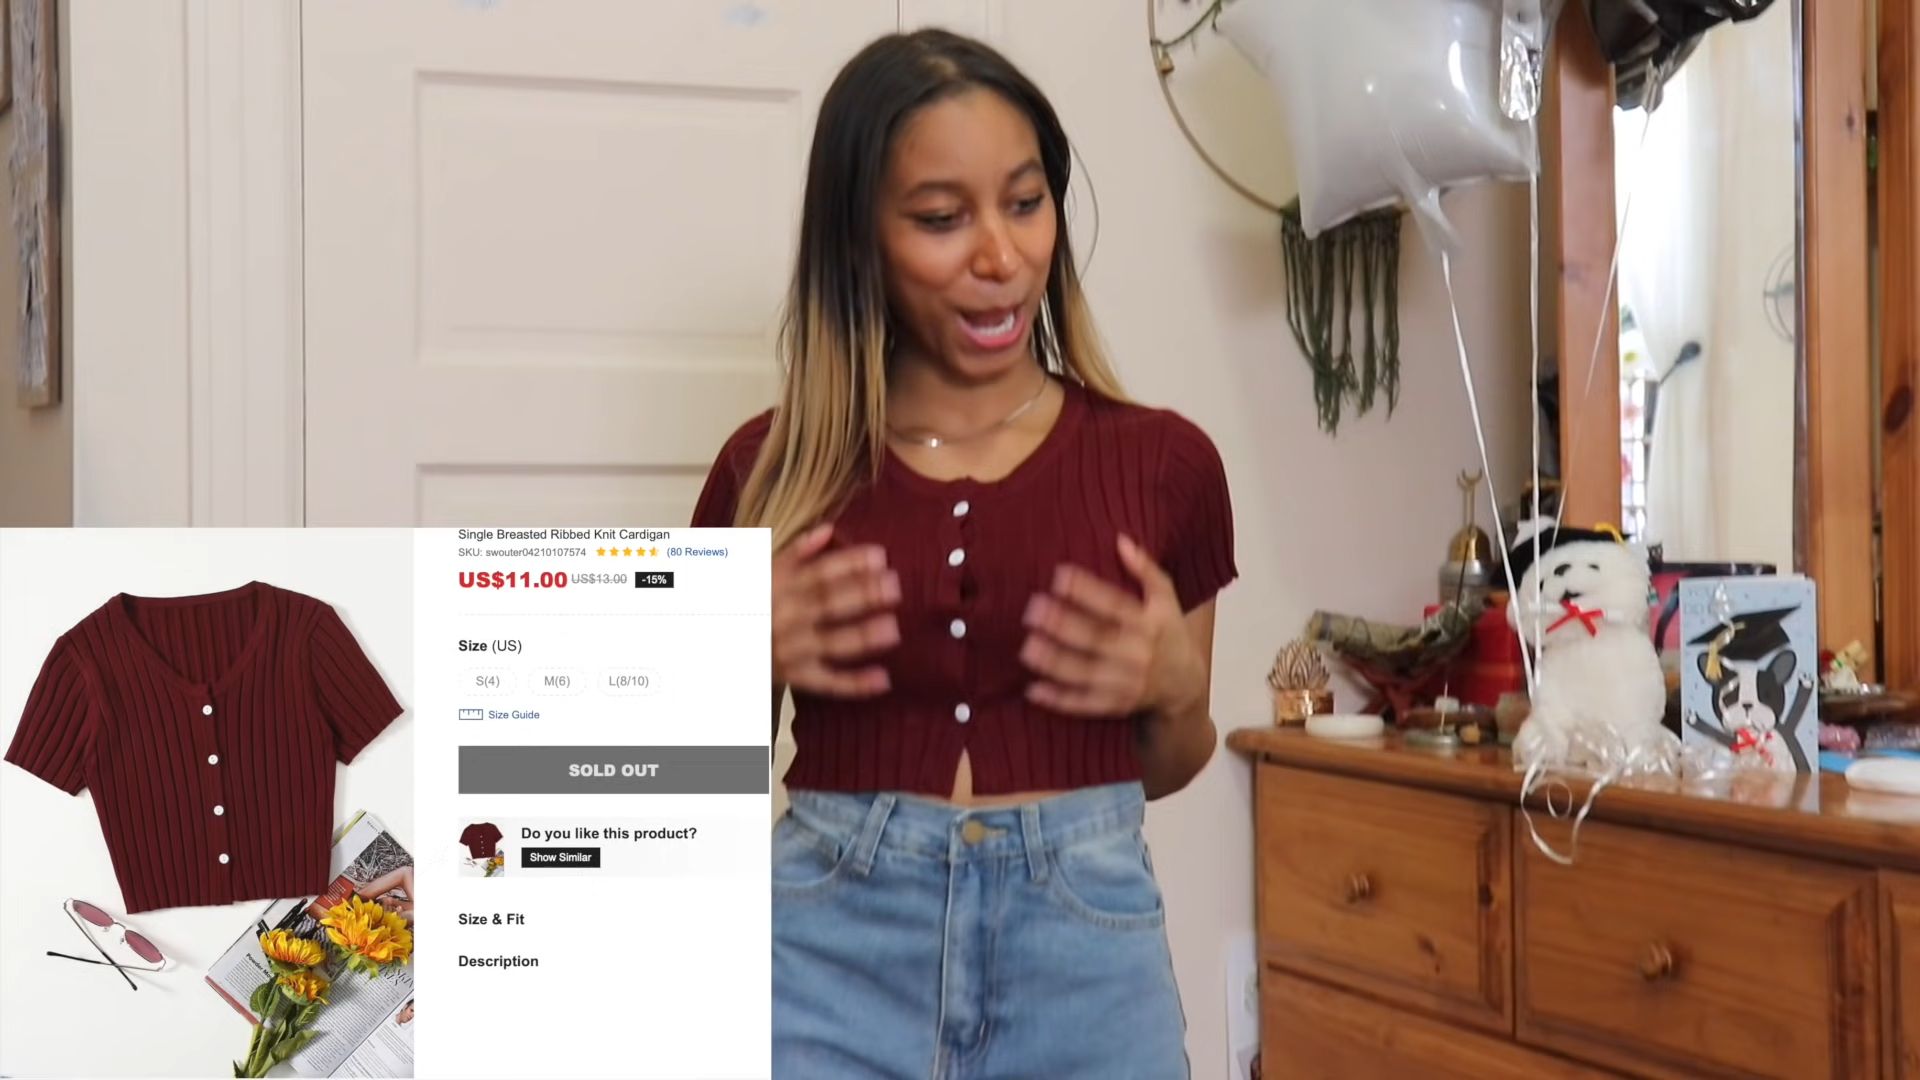 Single Breasted Ribbed Knit Cardigan
SKU: swouter04210107574 (80 Reviews)
US$11.00 US$13.00 -15%
Size (US)
S(4) M(6) L(8/10)
Size Guide
SOLD OUT
Do you like this product?
Show Similar
Size & Fit
Description